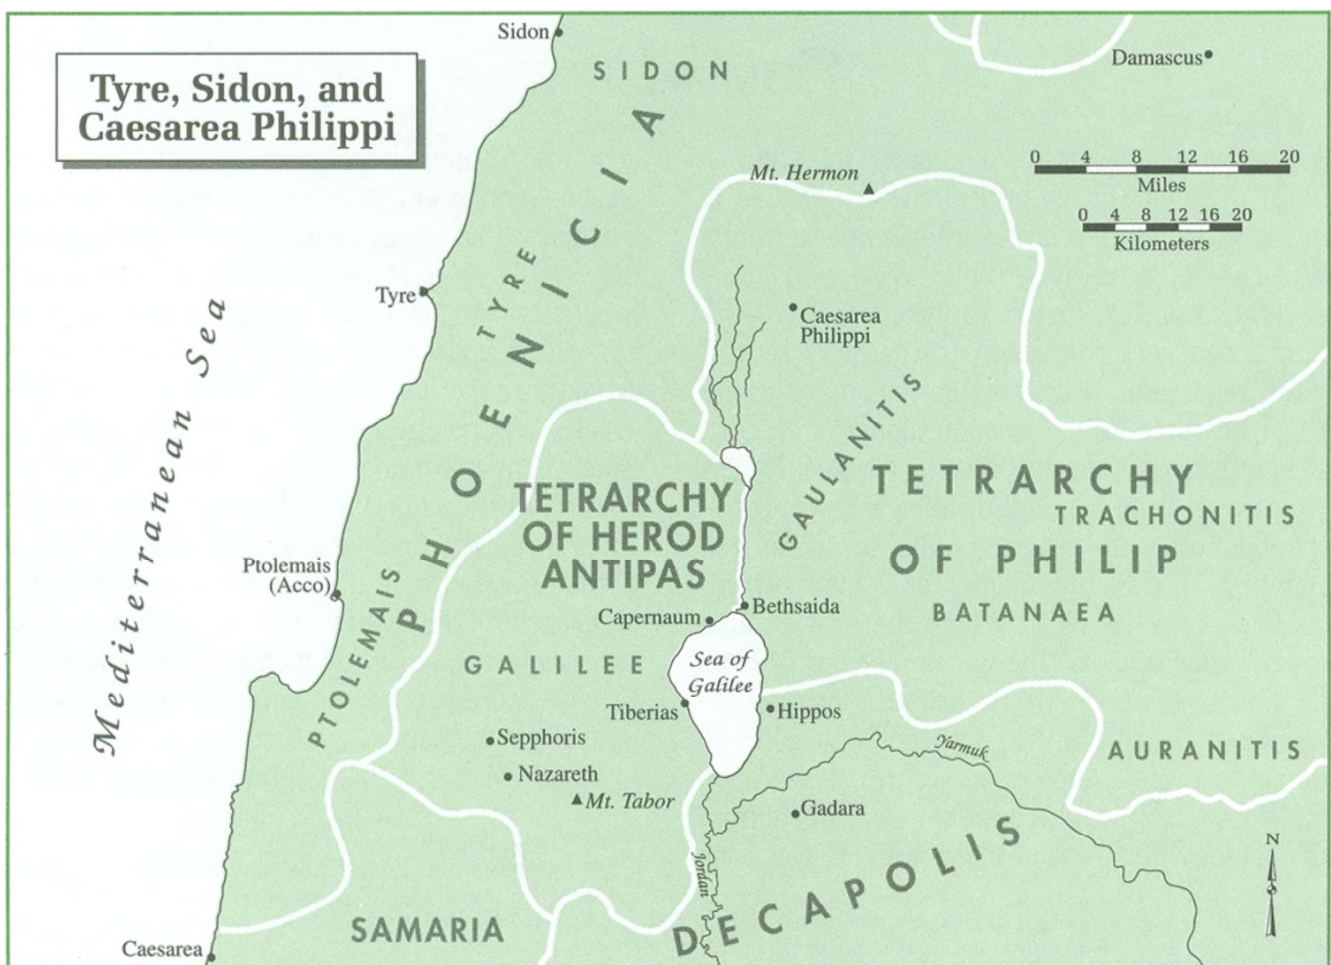 Tyre, Sidon, and
Caesarea Philippi
Sidon
SIDON
Damascus
PHOENICIA
Mt. Hermon
0 4 8 12 16 20
Miles
0 4 8 12 16 20
Kilometers
TYRE
Tyre
Mediterranean Sea
Caesarea
Philippi
GAULANITIS
TETRARCHY
OF HEROD
ANTIPAS
TETRARCHY
TRACHONITIS
OF PHILIP
BATANAEA
Ptolemais
(Acco)
PTOLEMAIS
Capernaum
Bethsaida
GALILEE
Sea of
Galilee
Tiberias
Hippos
Sepphoris
Yarmuk
AURANITIS
Nazareth
Mt. Tabor
Gadara
Jordan
DECAPOLIS
N
SAMARIA
Caesarea